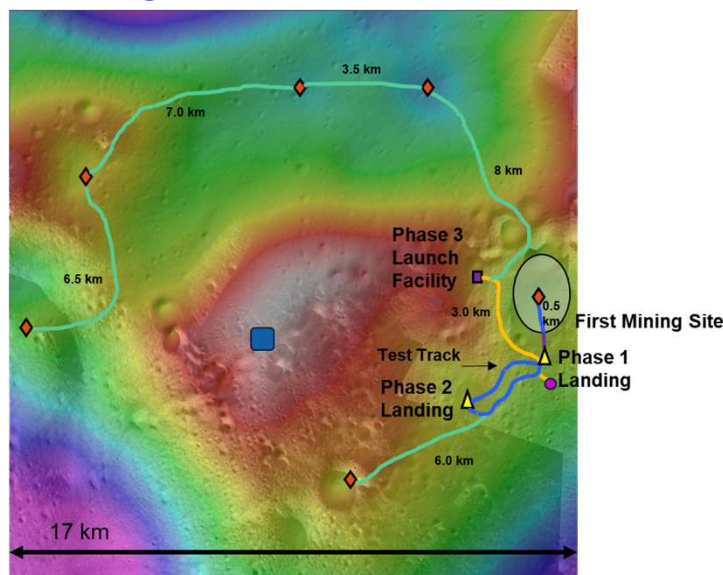 3.5 km
7.0 km
8 km
Phase 3
Launch
Facility
6.5 km
3.0 km
0.5
km
First Mining Site
Test Track
Phase 1
Landing
Phase 2
Landing
6.0 km
17 km